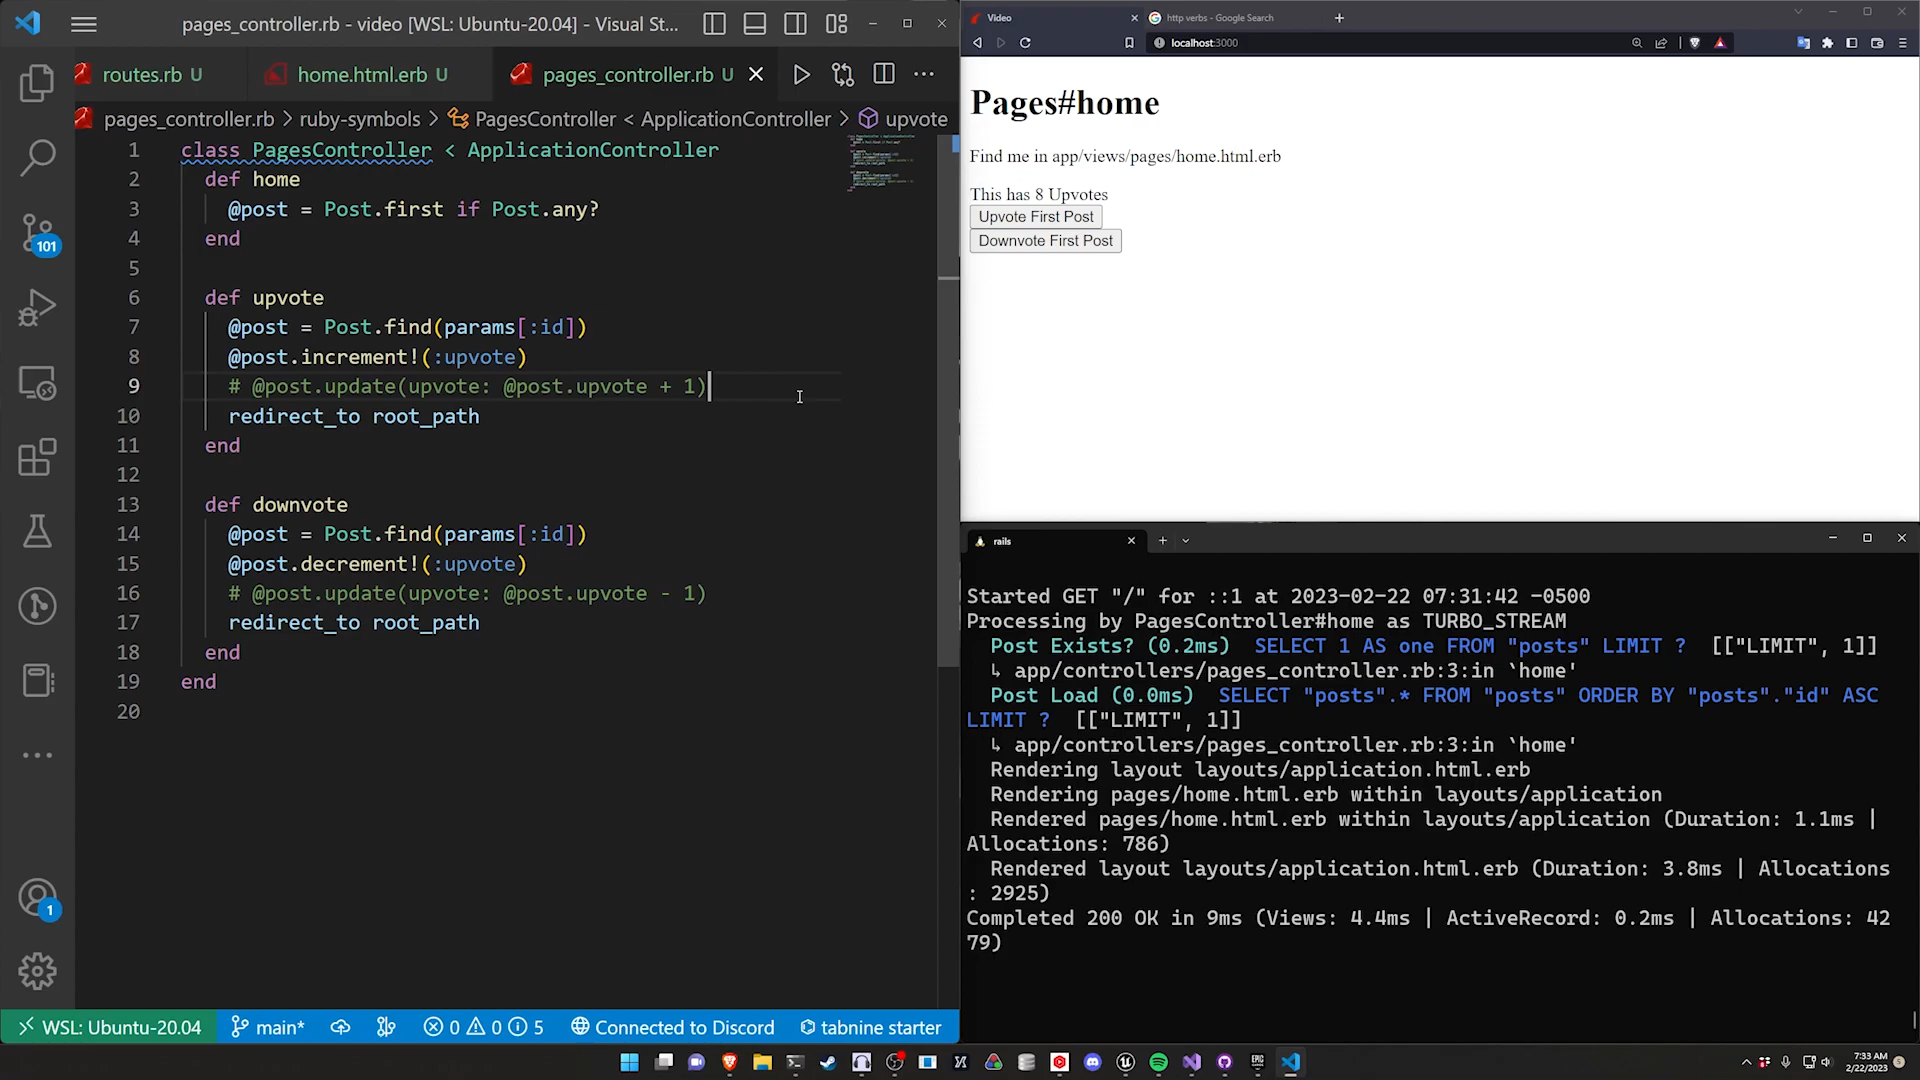 pages_controller.rb - video [WSL: Ubuntu-20.04] - Visual St...
routes.rb U
home.html.erb U
pages_controller.rb U
pages_controller.rb > ruby-symbols > PagesController < ApplicationController > upvote
1 class PagesController < ApplicationController
2 def home
3 @post = Post.first if Post.any?
4 end
5
6 def upvote
7 @post = Post.find(params[:id])
8 @post.increment!(:upvote)
9 # @post.update(upvote: @post.upvote + 1)
10 redirect_to root_path
11 end
12
13 def downvote
14 @post = Post.find(params[:id])
15 @post.decrement!(:upvote)
16 # @post.update(upvote: @post.upvote - 1)
17 redirect_to root_path
18 end
19 end
20
101
1
WSL: Ubuntu-20.04 main* 0 0 5 Connected to Discord tabnine starter
Video
http verbs - Google Search
localhost:3000
Pages#home
Find me in app/views/pages/home.html.erb
This has 8 Upvotes
Upvote First Post
Downvote First Post
rails
Started GET "/" for ::1 at 2023-02-22 07:31:42 -0500
Processing by PagesController#home as TURBO_STREAM
Post Exists? (0.2ms) SELECT 1 AS one FROM "posts" LIMIT ? [["LIMIT", 1]]
↳ app/controllers/pages_controller.rb:3:in `home'
Post Load (0.0ms) SELECT "posts".* FROM "posts" ORDER BY "posts"."id" ASC
LIMIT ? [["LIMIT", 1]]
↳ app/controllers/pages_controller.rb:3:in `home'
Rendering layout layouts/application.html.erb
Rendering pages/home.html.erb within layouts/application
Rendered pages/home.html.erb within layouts/application (Duration: 1.1ms |
Allocations: 786)
Rendered layout layouts/application.html.erb (Duration: 3.8ms | Allocations
: 2925)
Completed 200 OK in 9ms (Views: 4.4ms | ActiveRecord: 0.2ms | Allocations: 42
79)
7:33 AM
2/22/2023